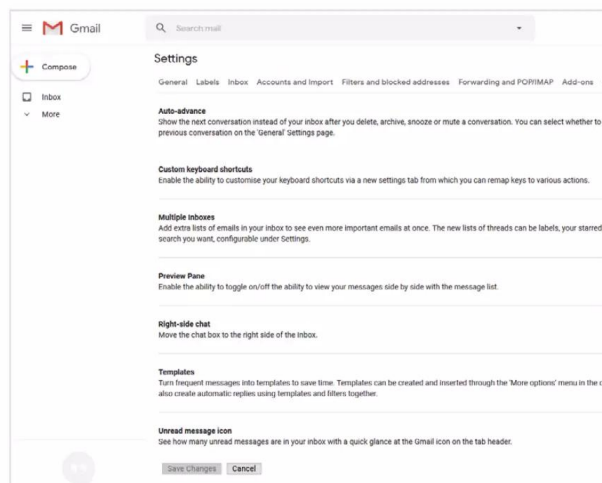 Gmail
Search mail
Compose
Inbox
More
Settings
General Labels Inbox Accounts and Import Filters and blocked addresses Forwarding and POP/IMAP Add-ons
Auto-advance
Show the next conversation instead of your inbox after you delete, archive, snooze or mute a conversation. You can select whether to
previous conversation on the 'General' Settings page.
Custom keyboard shortcuts
Enable the ability to customise your keyboard shortcuts via a new settings tab from which you can remap keys to various actions.
Multiple Inboxes
Add extra lists of emails in your inbox to see even more important emails at once. The new lists of threads can be labels, your starred
search you want, configurable under Settings.
Preview Pane
Enable the ability to toggle on/off the ability to view your messages side by side with the message list.
Right-side chat
Move the chat box to the right side of the inbox.
Templates
Turn frequent messages into templates to save time. Templates can be created and inserted through the 'More options' menu in the
also create automatic replies using templates and filters together.
Unread message icon
See how many unread messages are in your inbox with a quick glance at the Gmail icon on the tab header.
Save Changes Cancel